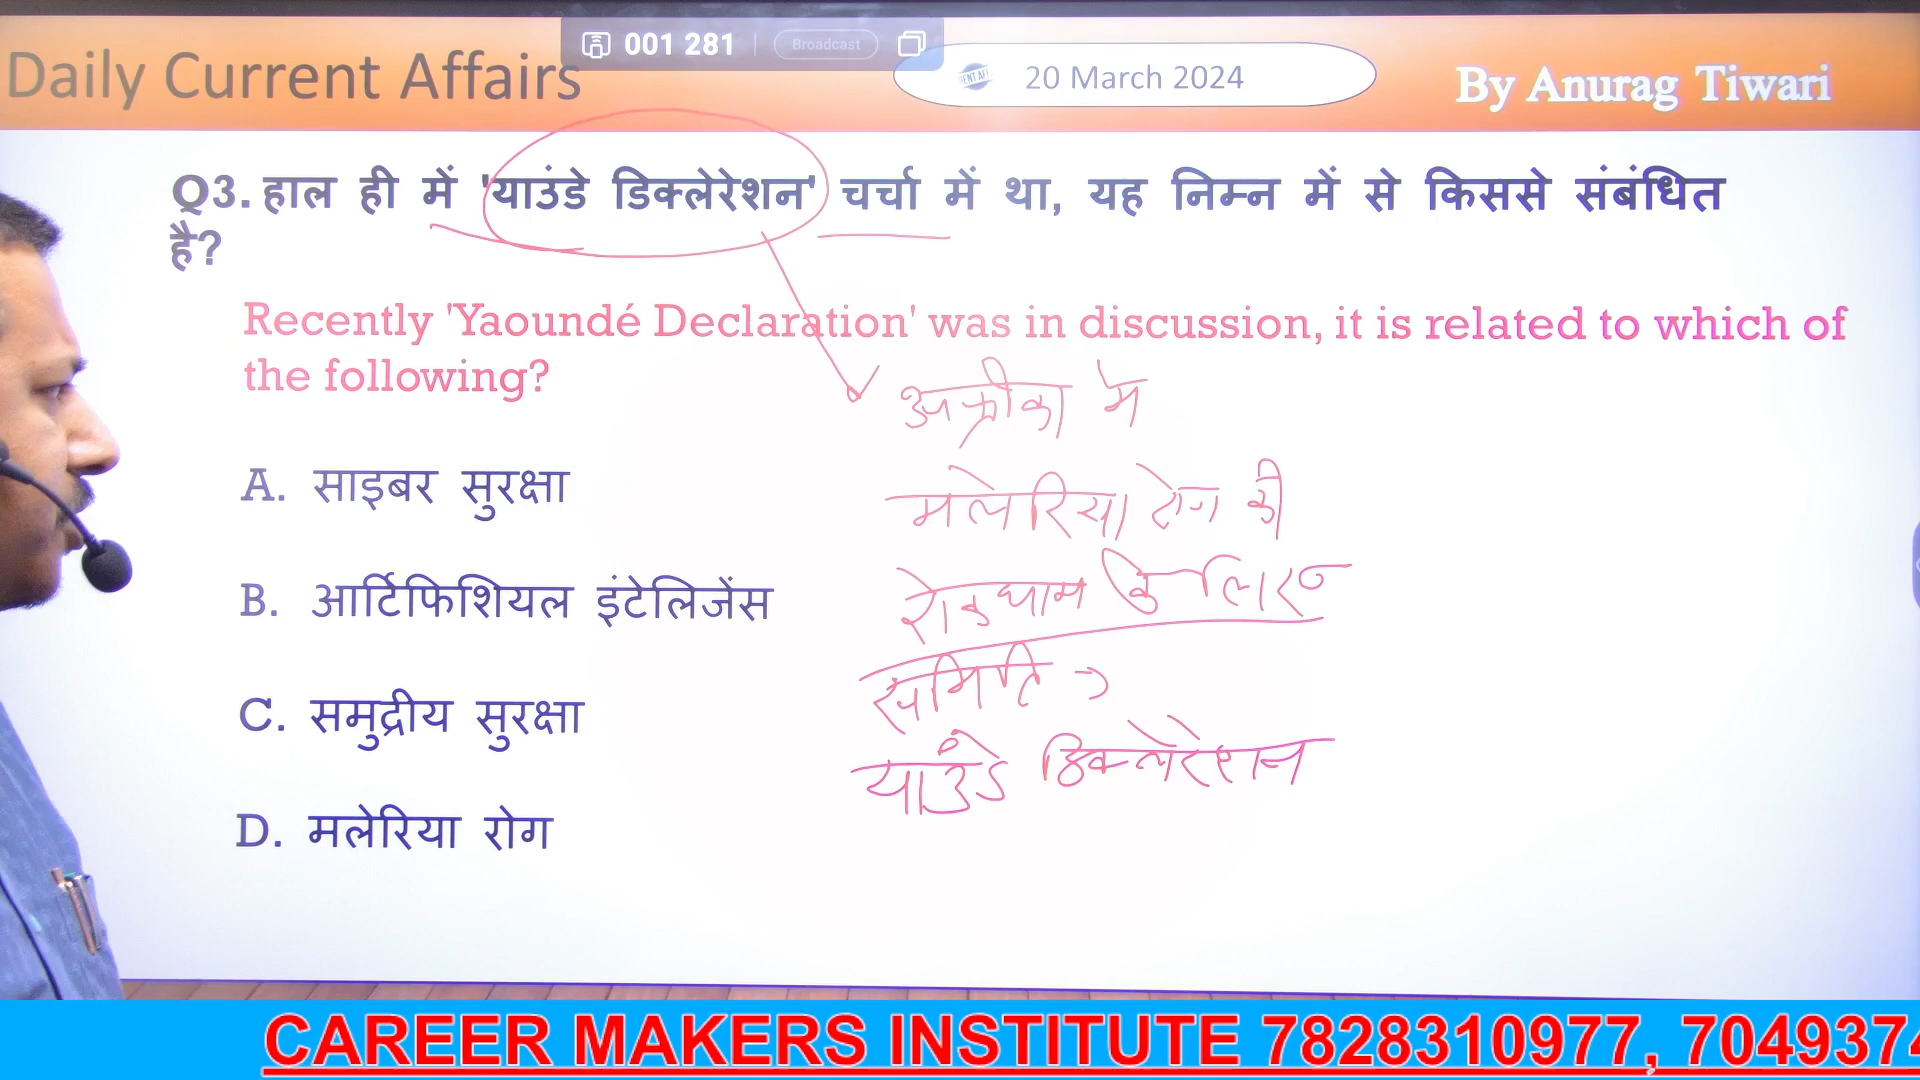 Daily Current Affairs
001 281
Broadcast
20 March 2024
By Anurag Tiwari
Q3. हाल ही में 'याउंडे डिक्लेरेशन' चर्चा में था, यह निम्न में से किससे संबंधित
है?
Recently 'Yaoundé Declaration' was in discussion, it is related to which of
the following?
अफ्रीका में
A. साइबर सुरक्षा
मलेरिया रोग की
B. आर्टिफिशियल इंटेलिजेंस
रोकथाम के लिए
C. समुद्रीय सुरक्षा
समिति
याउंडे डिक्लेरेशन
D. मलेरिया रोग
CAREER MAKERS INSTITUTE 7828310977, 7049374